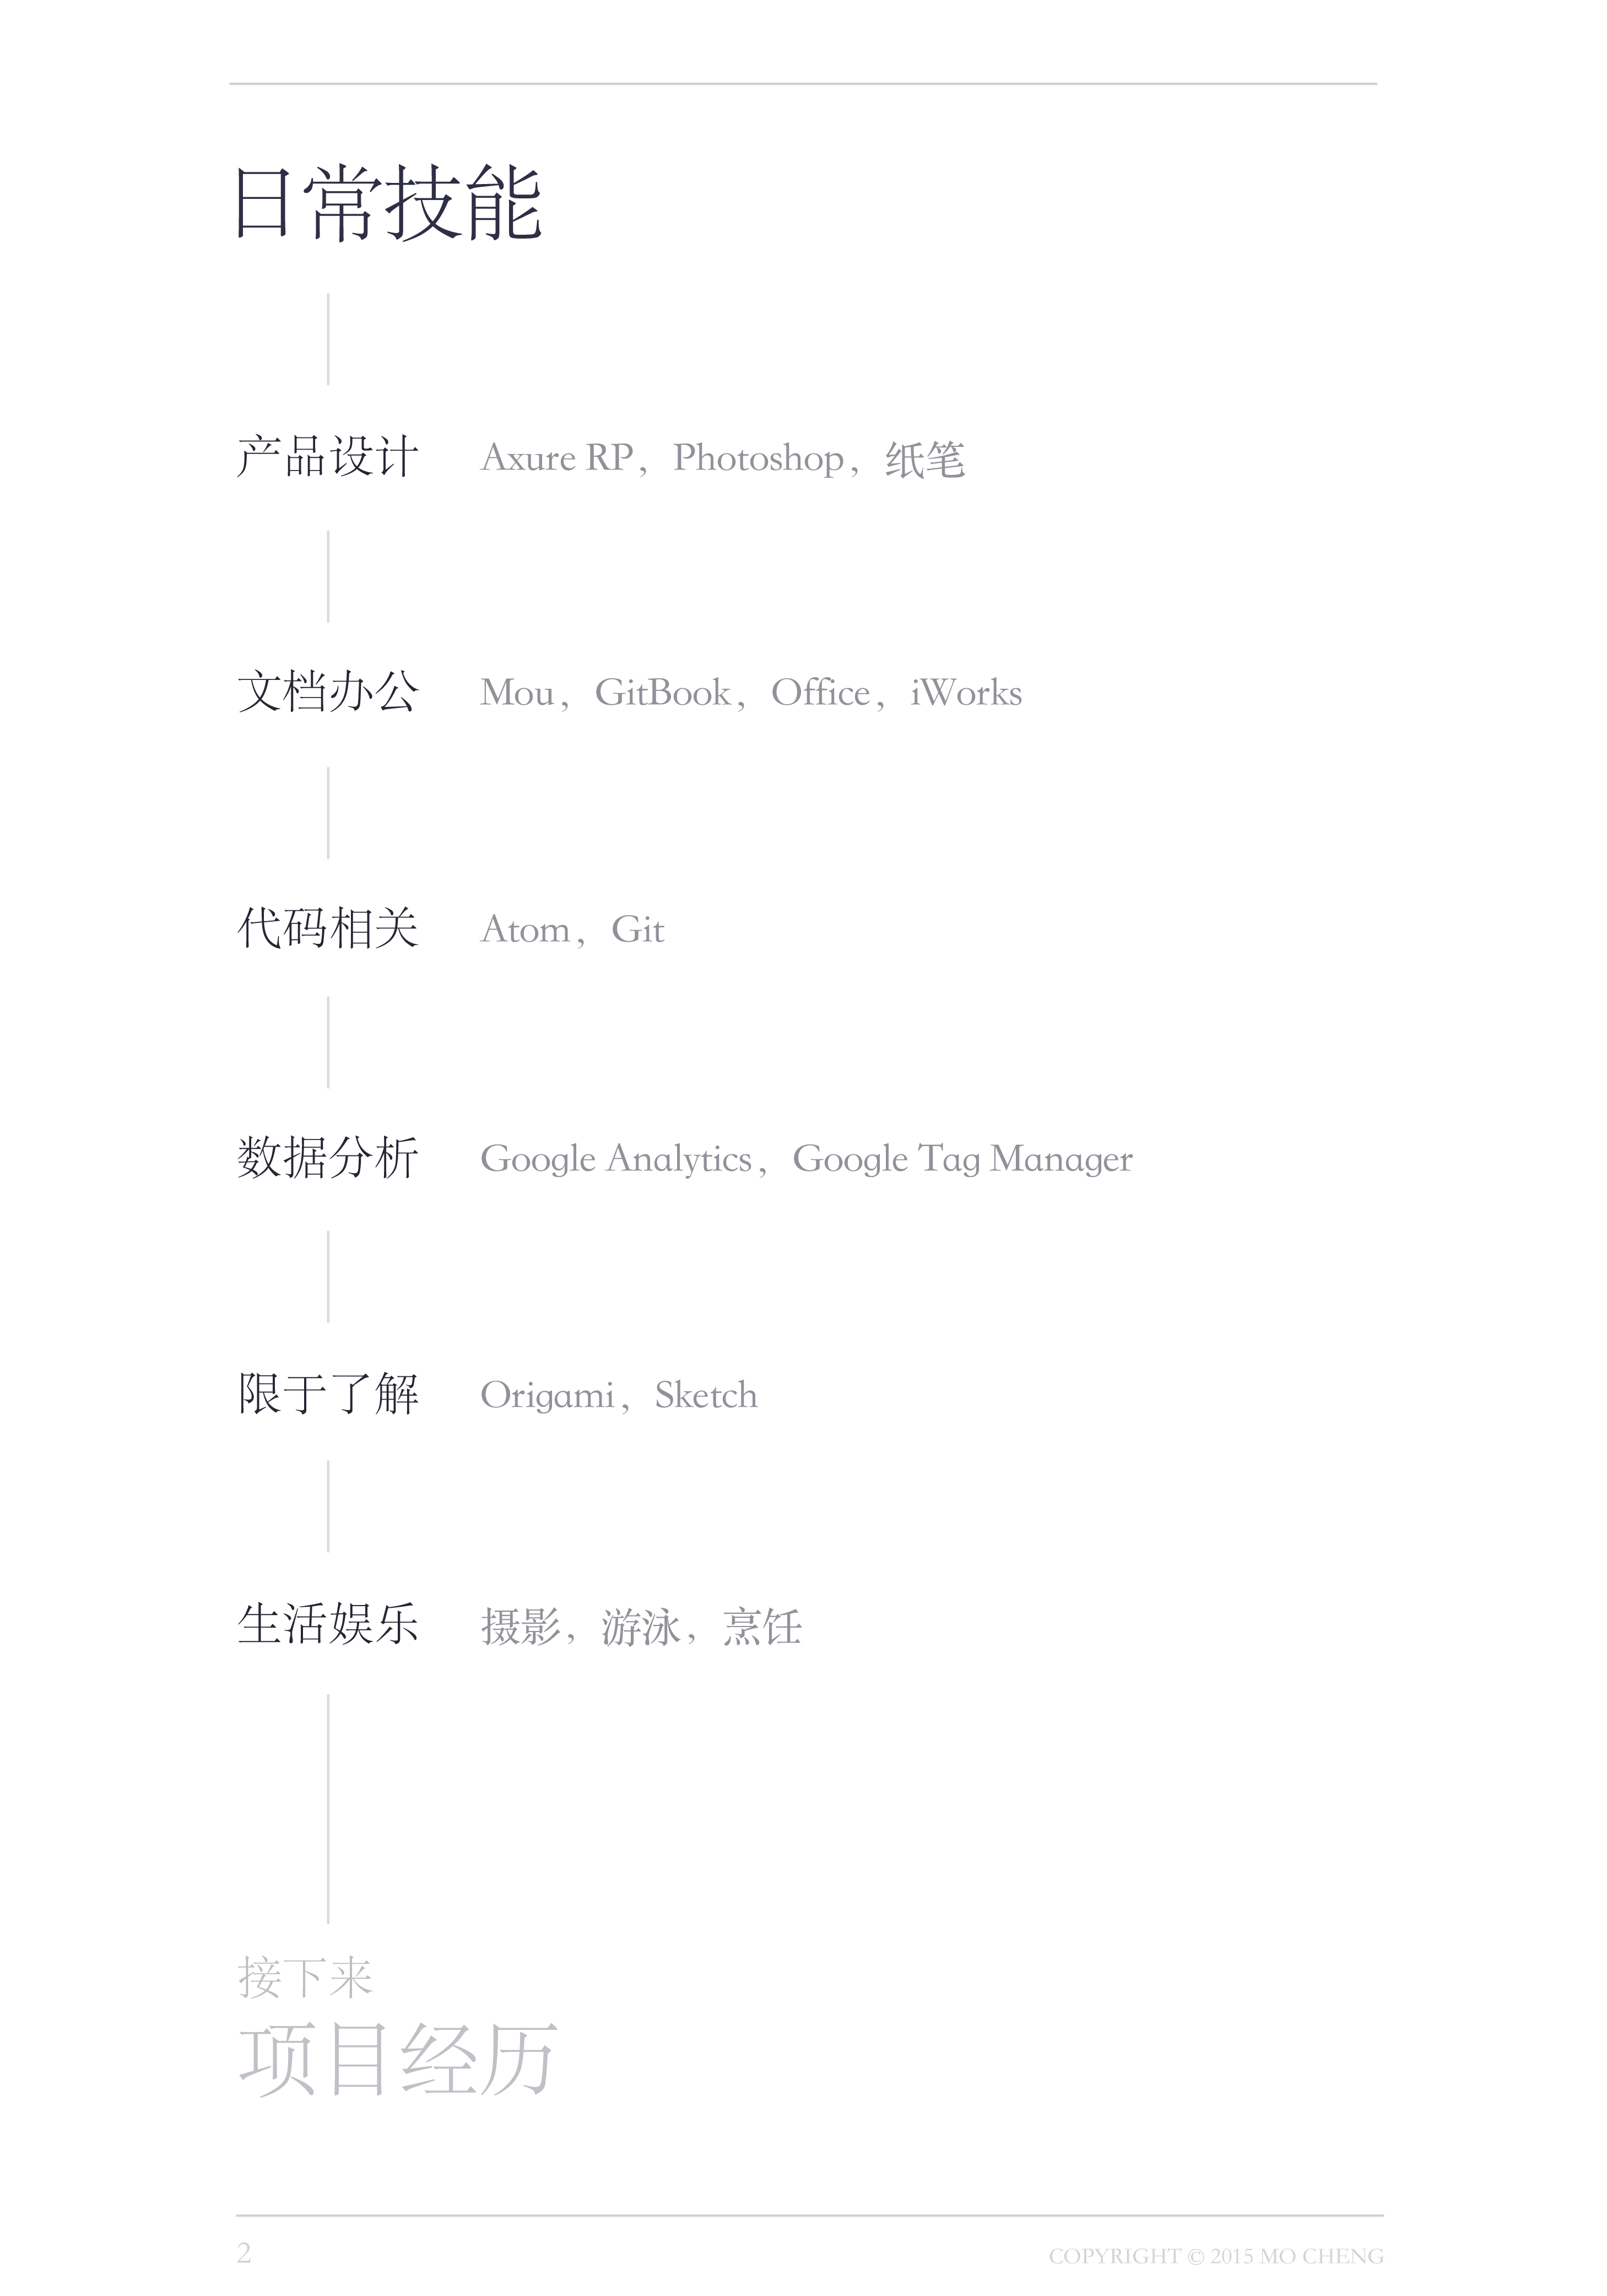 日常技能
产品设计 Axure RP，Photoshop，纸笔
文档办公 Mou，GitBook，Office，iWorks
代码相关 Atom，Git
数据分析 Google Analytics，Google Tag Manager
限于了解 Origami，Sketch
生活娱乐 摄影，游泳，烹饪
接下来
项目经历
2 COPYRIGHT © 2015 MO CHENG